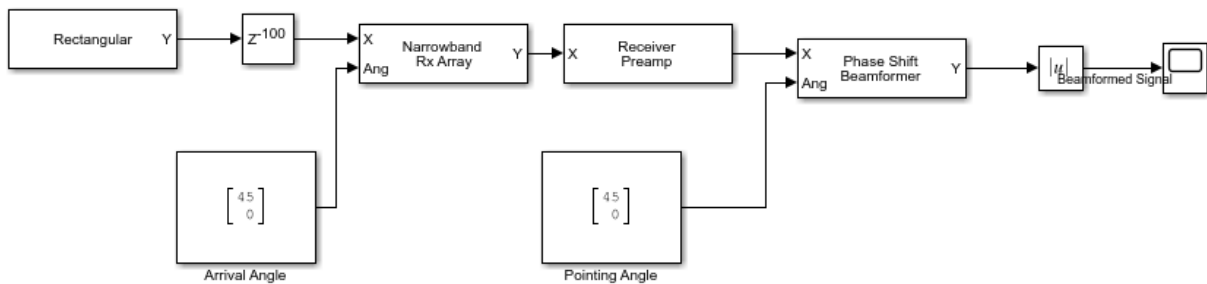 Rectangular Y
Z-100
X
Ang
Narrowband
Rx Array
Y
X
Receiver
Preamp
X
Ang
Phase Shift
Beamformer
Y
|u|
Beamformed Signal
45
0
Arrival Angle
45
0
Pointing Angle